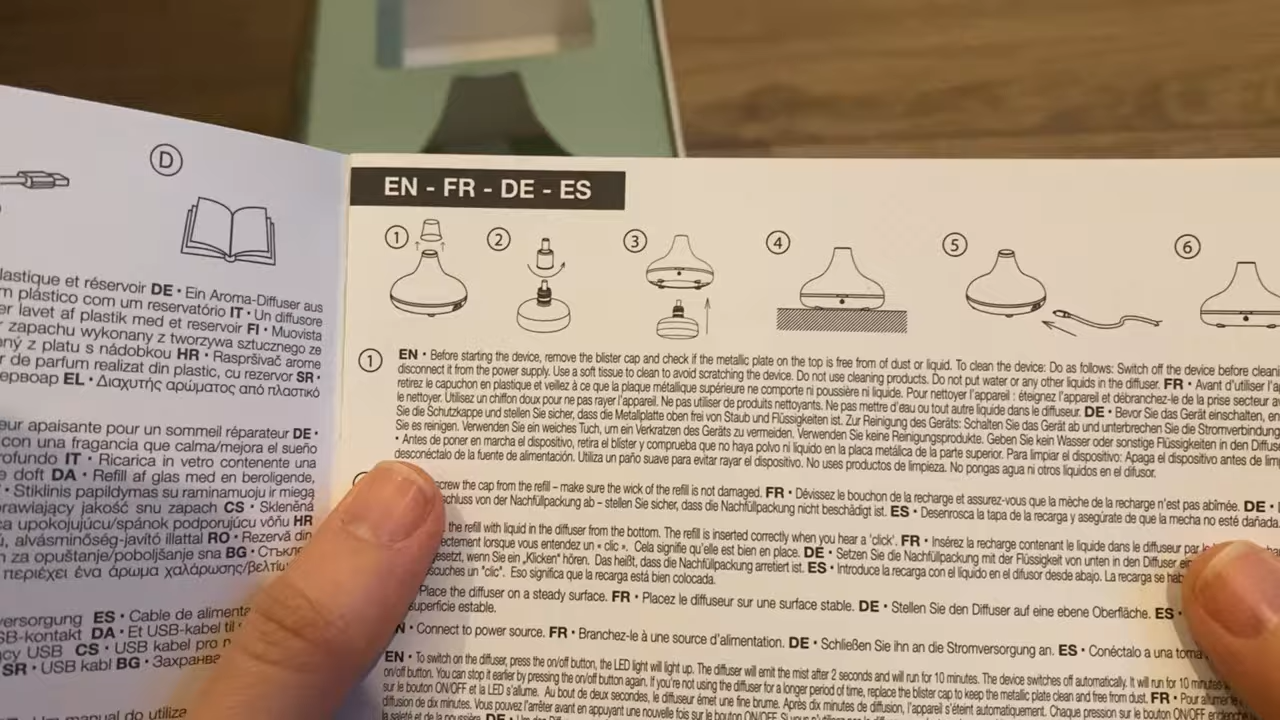 D
lastique et réservoir DE • Ein Aroma-Diffuser aus
m plástico com um reservatório IT • Un diffusore
er lavet af plastik med et reservoir FI • Muovista
r zapachu wykonany z tworzywa sztucznego ze
ný z platu s nádobkou HR • Raspršivač arome
r de parfum realizat din plastic, cu rezervor SR •
ервоар EL • Διαχυτής αρώματος από πλαστικό
eur apaisante pour un sommeil réparateur DE •
con una fragancia que calma/mejora el sueño
rofundo IT • Ricarica in vetro contenente una
e doft DA • Refill af glas med en beroligende,
• Stiklinis papildymas su raminamuoju ir miegą
prawiający jakość snu zapach CS • Skleněná
ca upokojujúcu/spánok podporujúcu vôňu HR
ú, alvásminőség-javító illattal RO • Rezervă din
n za opuštanje/poboljšanje sna BG •
περιέχει ένα άρωμα χαλάρωσης/
versorgung ES • Cable de alimenta
SB-kontakt DA • Et USB-kabel til
cy USB CS • USB kabel pro
SR • USB kabl BG • Захранва
EN - FR - DE - ES
1 2 3 4 5 6
1
EN • Before starting the device, remove the blister cap and check if the metallic plate on the top is free from of dust or liquid. To clean the device: Do as follows: Switch off the device before cleani
disconnect it from the power supply. Use a soft tissue to clean to avoid scratching the device. Do not use cleaning products. Do not put water or any other liquids in the diffuser. FR • Avant d'utiliser l'a
retirez le capuchon en plastique et veillez à ce que la plaque métallique supérieure ne comporte ni poussière ni liquide. Pour nettoyer l'appareil : éteignez l'appareil et débranchez-le de la prise secteur av
le nettoyer. Utilisez un chiffon doux pour ne pas rayer l'appareil. Ne pas utiliser de produits nettoyants. Ne pas mettre d'eau ou tout autre liquide dans le diffuseur. DE • Bevor Sie das Gerät einschalten, en
Sie die Schutzkappe und stellen Sie sicher, dass die Metallplatte oben frei von Staub und Flüssigkeiten ist. Zur Reinigung des Geräts: Schalten Sie das Gerät ab und unterbrechen Sie die Stromverbindung
Sie es reinigen. Verwenden Sie ein weiches Tuch, um ein Verkratzen des Geräts zu vermeiden. Verwenden Sie keine Reinigungsprodukte. Geben Sie kein Wasser oder sonstige Flüssigkeiten in den Diffus
• Antes de poner en marcha el dispositivo, retira el blister y comprueba que no haya polvo ni líquido en la placa metálica de la parte superior. Para limpiar el dispositivo: Apaga el dispositivo antes de lim
desconéctalo de la fuente de alimentación. Utiliza un paño suave para evitar rayar el dispositivo. No uses productos de limpieza. No pongas agua ni otros líquidos en el difusor.
crew the cap from the refill – make sure the wick of the refill is not damaged. FR • Dévissez le bouchon de la recharge et assurez-vous que la mèche de la recharge n'est pas abîmée. DE •
schluss von der Nachfüllpackung ab – stellen Sie sicher, dass die Nachfüllpackung nicht beschädigt ist. ES • Desenrosca la tapa de la recarga y asegúrate de que la mecha no esté dañada
the refill with liquid in the diffuser from the bottom. The refill is inserted correctly when you hear a 'click'. FR • Insérez la recharge contenant le liquide dans le diffuseur par
ectement lorsque vous entendez un « clic ». Cela signifie qu'elle est bien en place. DE • Setzen Sie die Nachfüllpackung mit der Flüssigkeit von unten in den Diffuser
esetzt, wenn Sie ein „Klicken" hören. Das heißt, dass die Nachfüllpackung arretiert ist. ES • Introduce la recarga con el líquido en el difusor desde abajo. La recarga se hab
scuches un "clic". Eso significa que la recarga está bien colocada.
Place the diffuser on a steady surface. FR • Placez le diffuseur sur une surface stable. DE • Stellen Sie den Diffuser auf eine ebene Oberfläche. ES •
superficie estable.
N • Connect to power source. FR • Branchez-le à une source d'alimentation. DE • Schließen Sie ihn an die Stromversorgung an. ES • Conéctalo a una toma
EN • To switch on the diffuser, press the on/off button, the LED light will light up. The diffuser will emit the mist after 2 seconds and will run for 10 minutes. The device switches off automatically. It will run for 10 minutes
on/off button. You can stop it earlier by pressing the on/off button again. If you're not using the diffuser for a longer period of time, replace the blister cap to keep the metallic plate clean and free from dust. FR • Pour allume
sur le bouton ON/OFF et la LED s'allume. Au bout de deux secondes, le diffuseur émet une fine brume. Après dix minutes de diffusion, l'appareil s'éteint automatiquement. Chaque pression sur le bouton ON/OFF
diffusion de dix minutes. Vous pouvez l'arrêter avant en appuyant une nouvelle fois sur le bouton ON/OFF.